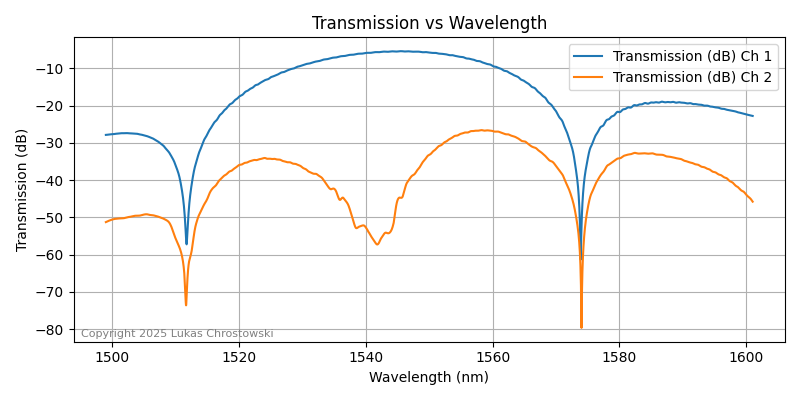 Transmission vs Wavelength
Transmission (dB) Ch 1
Transmission (dB) Ch 2
Transmission (dB)
−10
−20
−30
−40
−50
−60
−70
−80
Copyright 2025 Lukas Chrostowski
1500 1520 1540 1560 1580 1600
Wavelength (nm)